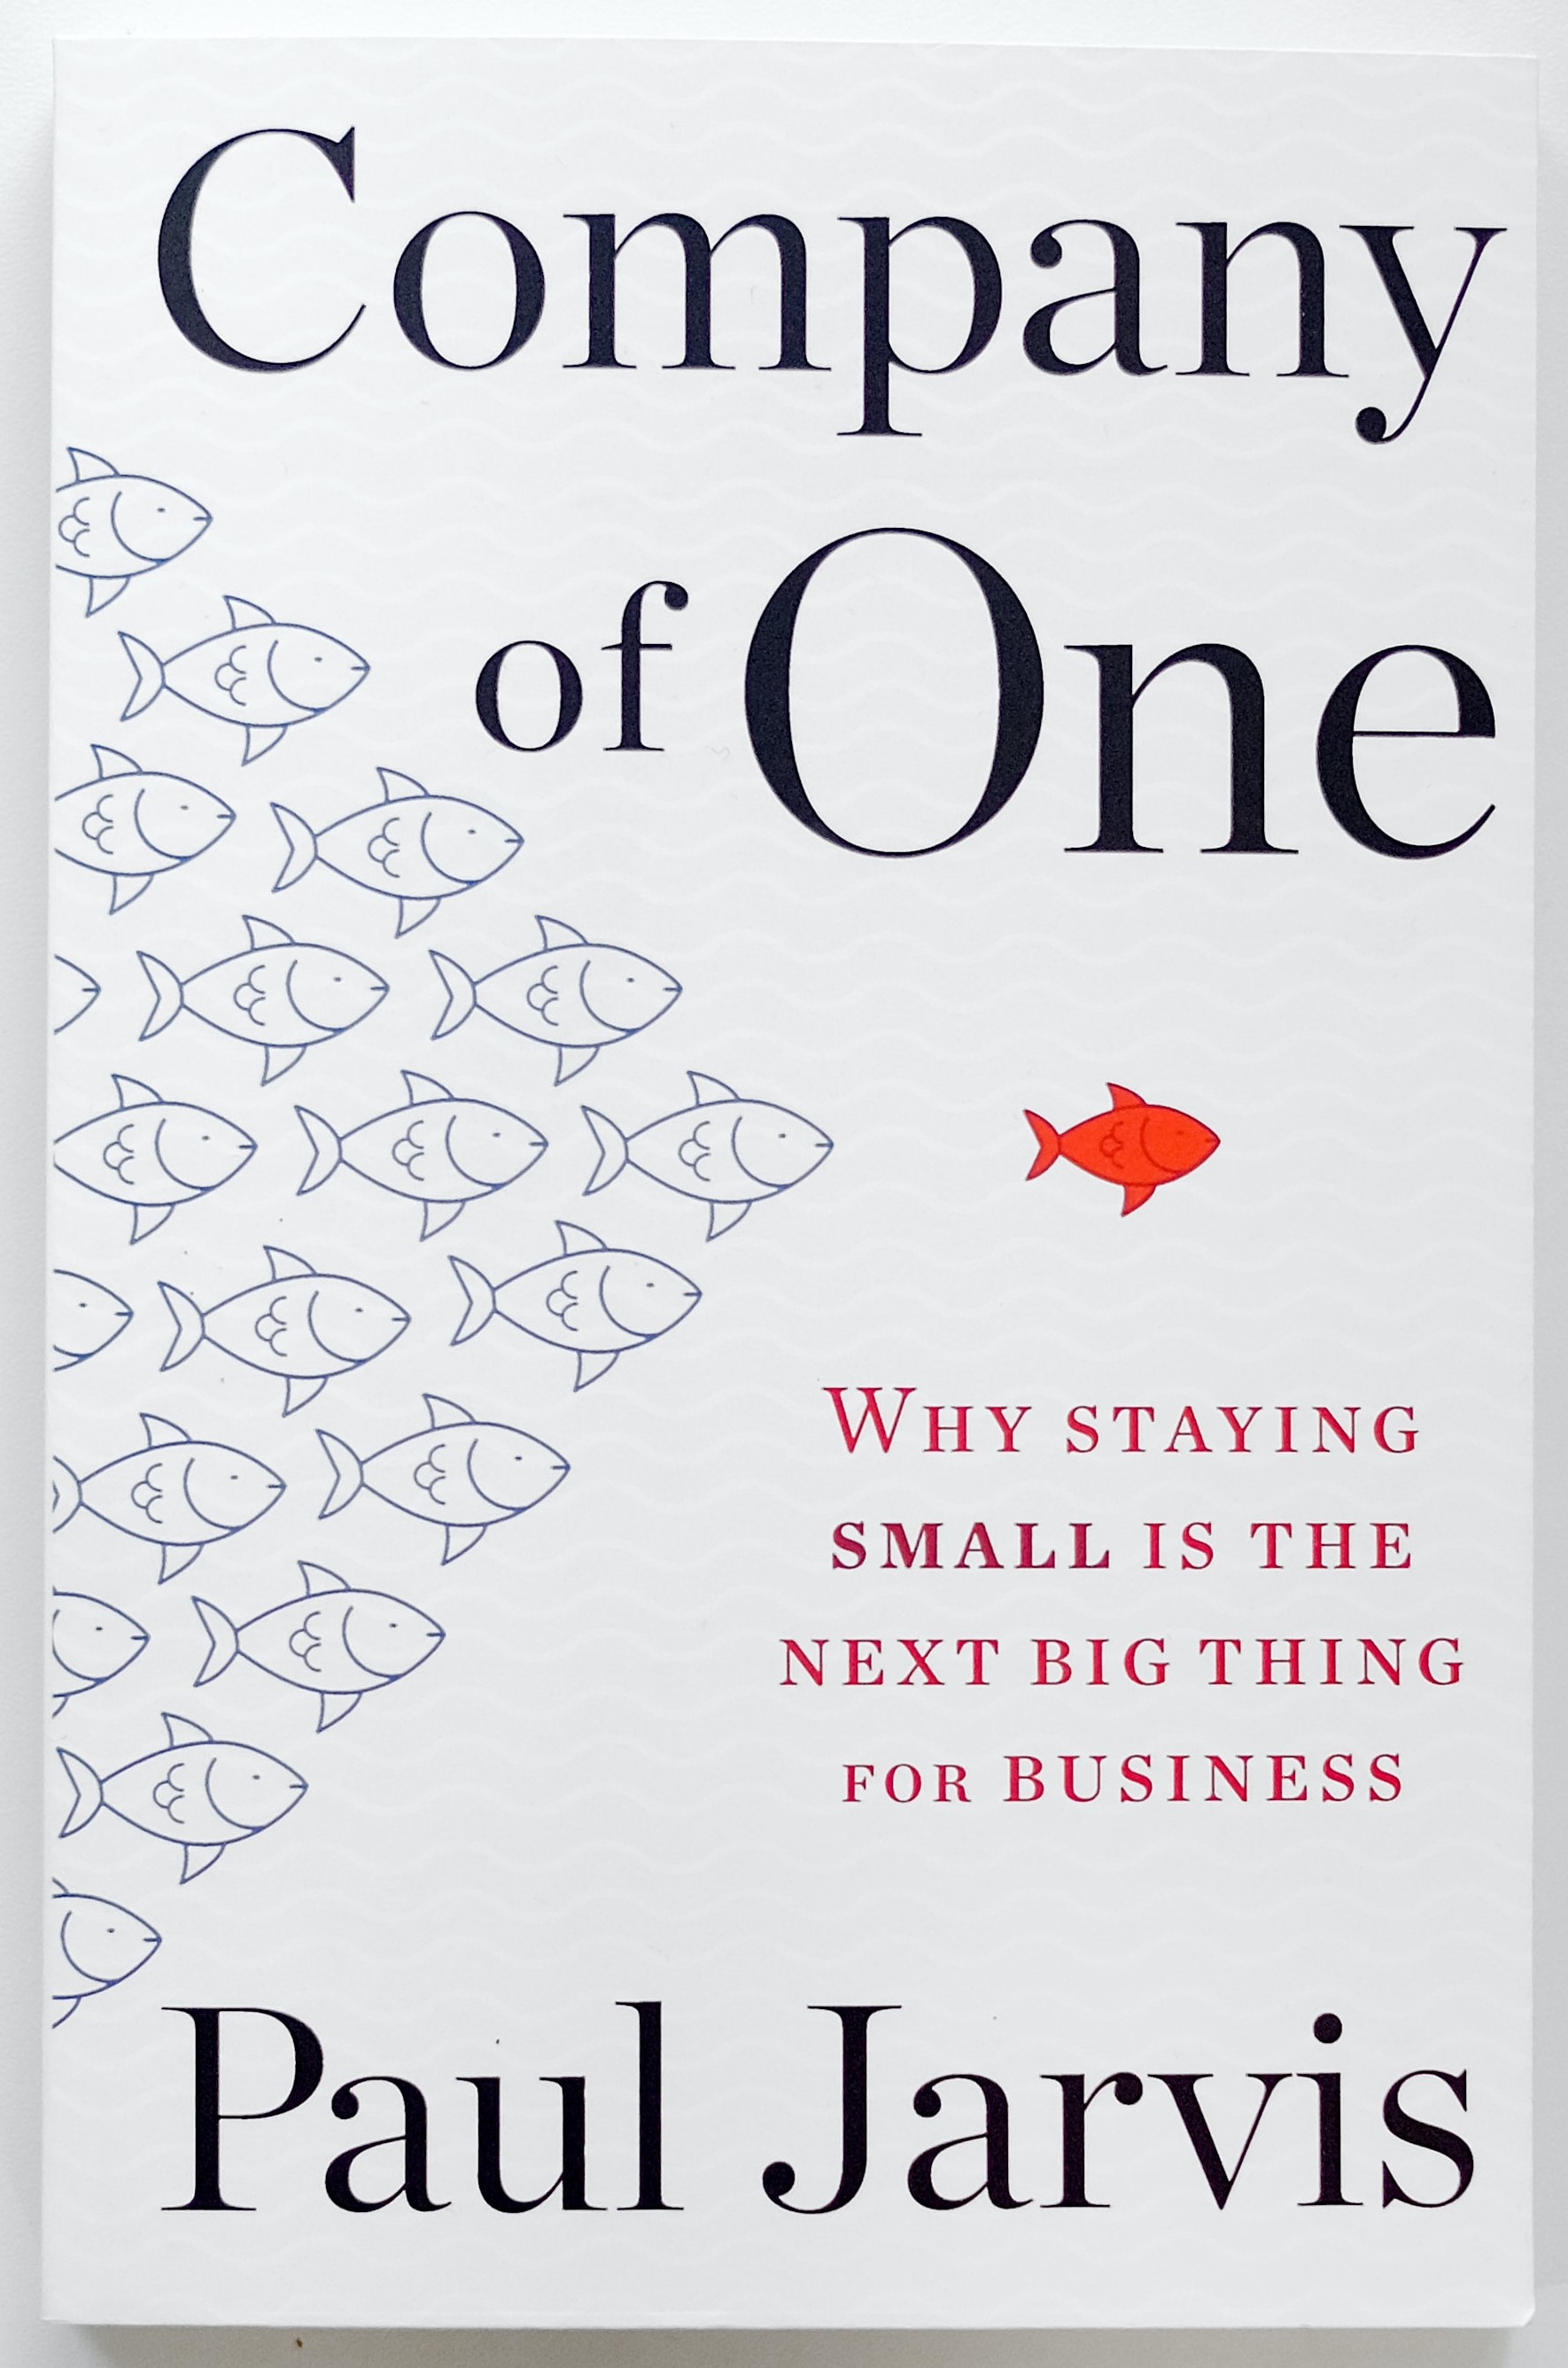 Company
of One
WHY STAYING
SMALL IS THE
NEXT BIG THING
FOR BUSINESS
Paul Jarvis